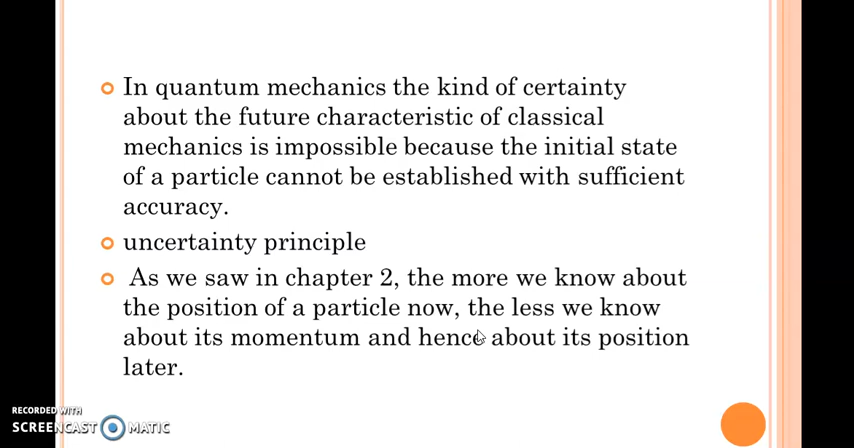 In quantum mechanics the kind of certainty
about the future characteristic of classical
mechanics is impossible because the initial state
of a particle cannot be established with sufficient
accuracy.
uncertainty principle
As we saw in chapter 2, the more we know about
the position of a particle now, the less we know
about its momentum and hence about its position
later.
RECORDED WITH
SCREENCAST MATIC